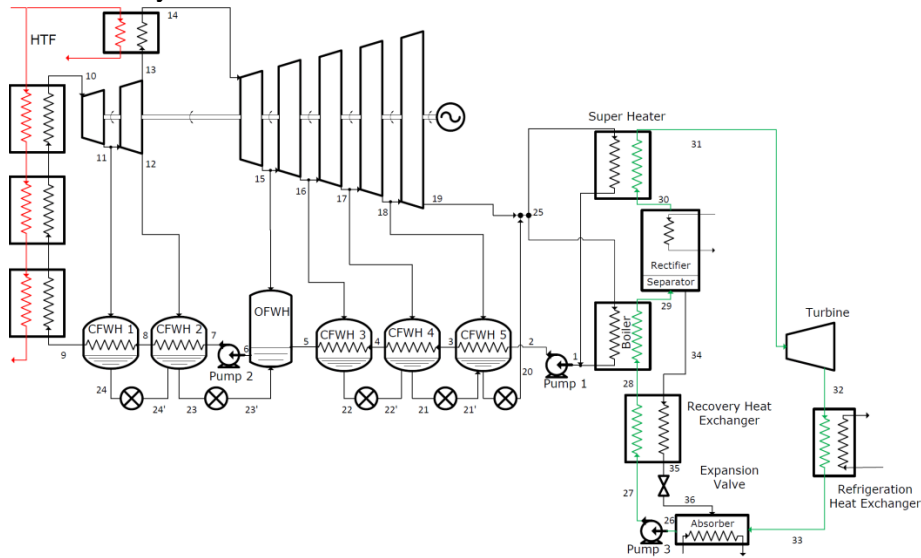 14
HTF
13
10
11
12
15
16
17
18
19
25
Super Heater
31
30
Rectifier
Separator
29
Boiler
34
28
Turbine
32
CFWH 1
CFWH 2
OFWH
CFWH 3
CFWH 4
CFWH 5
9
8
7
6
5
4
3
2
1
Pump 2
Pump 1
24
24'
23
23'
22
22'
21
21'
20
Recovery Heat
Exchanger
35
Expansion
Valve
36
27
26
Absorber
Pump 3
33
Refrigeration
Heat Exchanger